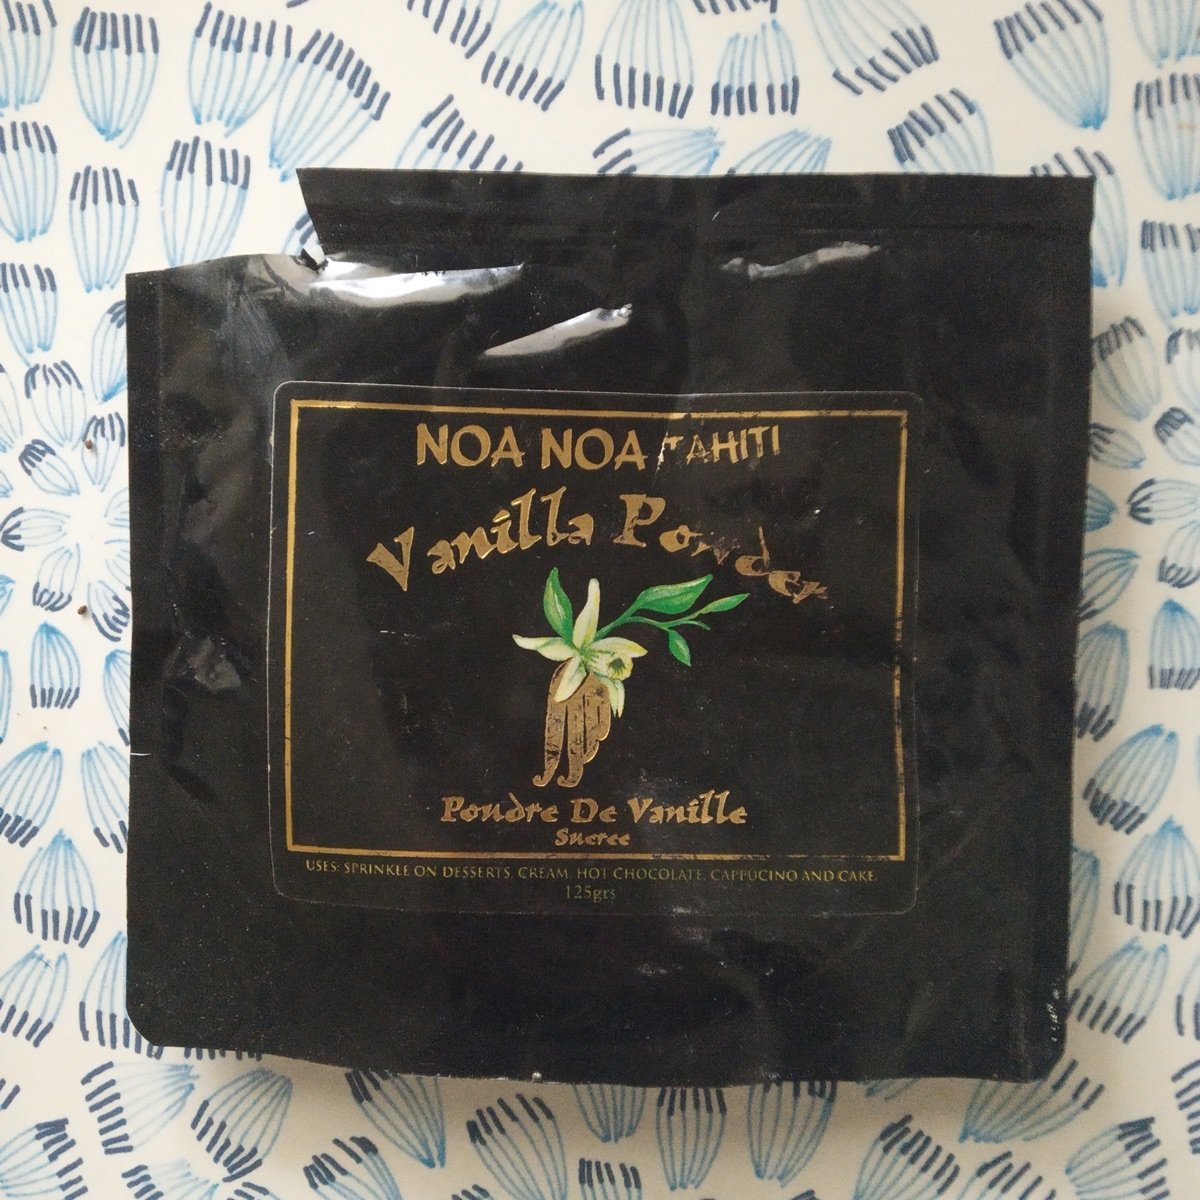 NOA NOA TAHITI
Vanilla Powder
Poudre De Vanille
Sucree
USES: SPRINKLE ON DESSERTS, CREAM, HOT CHOCOLATE, CAPPUCINO AND CAKE.
125grs